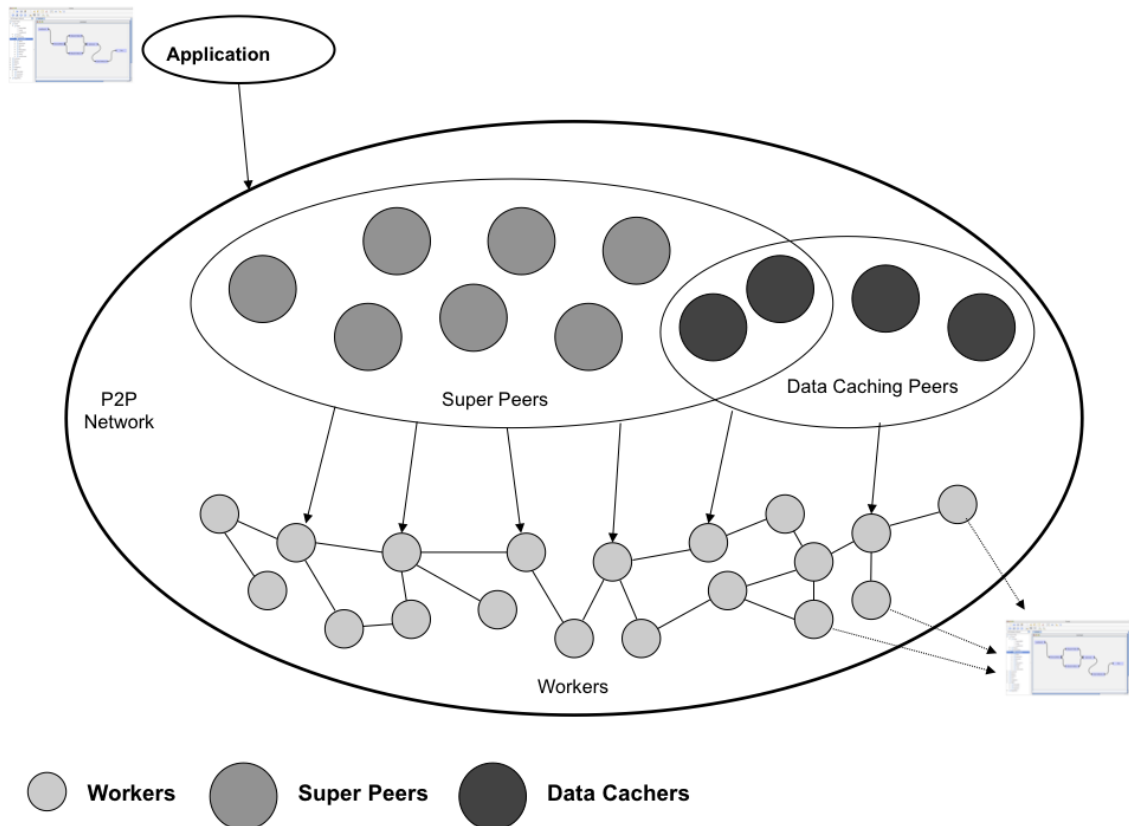 Application
P2P
Network
Super Peers
Data Caching Peers
Workers
Workers
Super Peers
Data Cachers